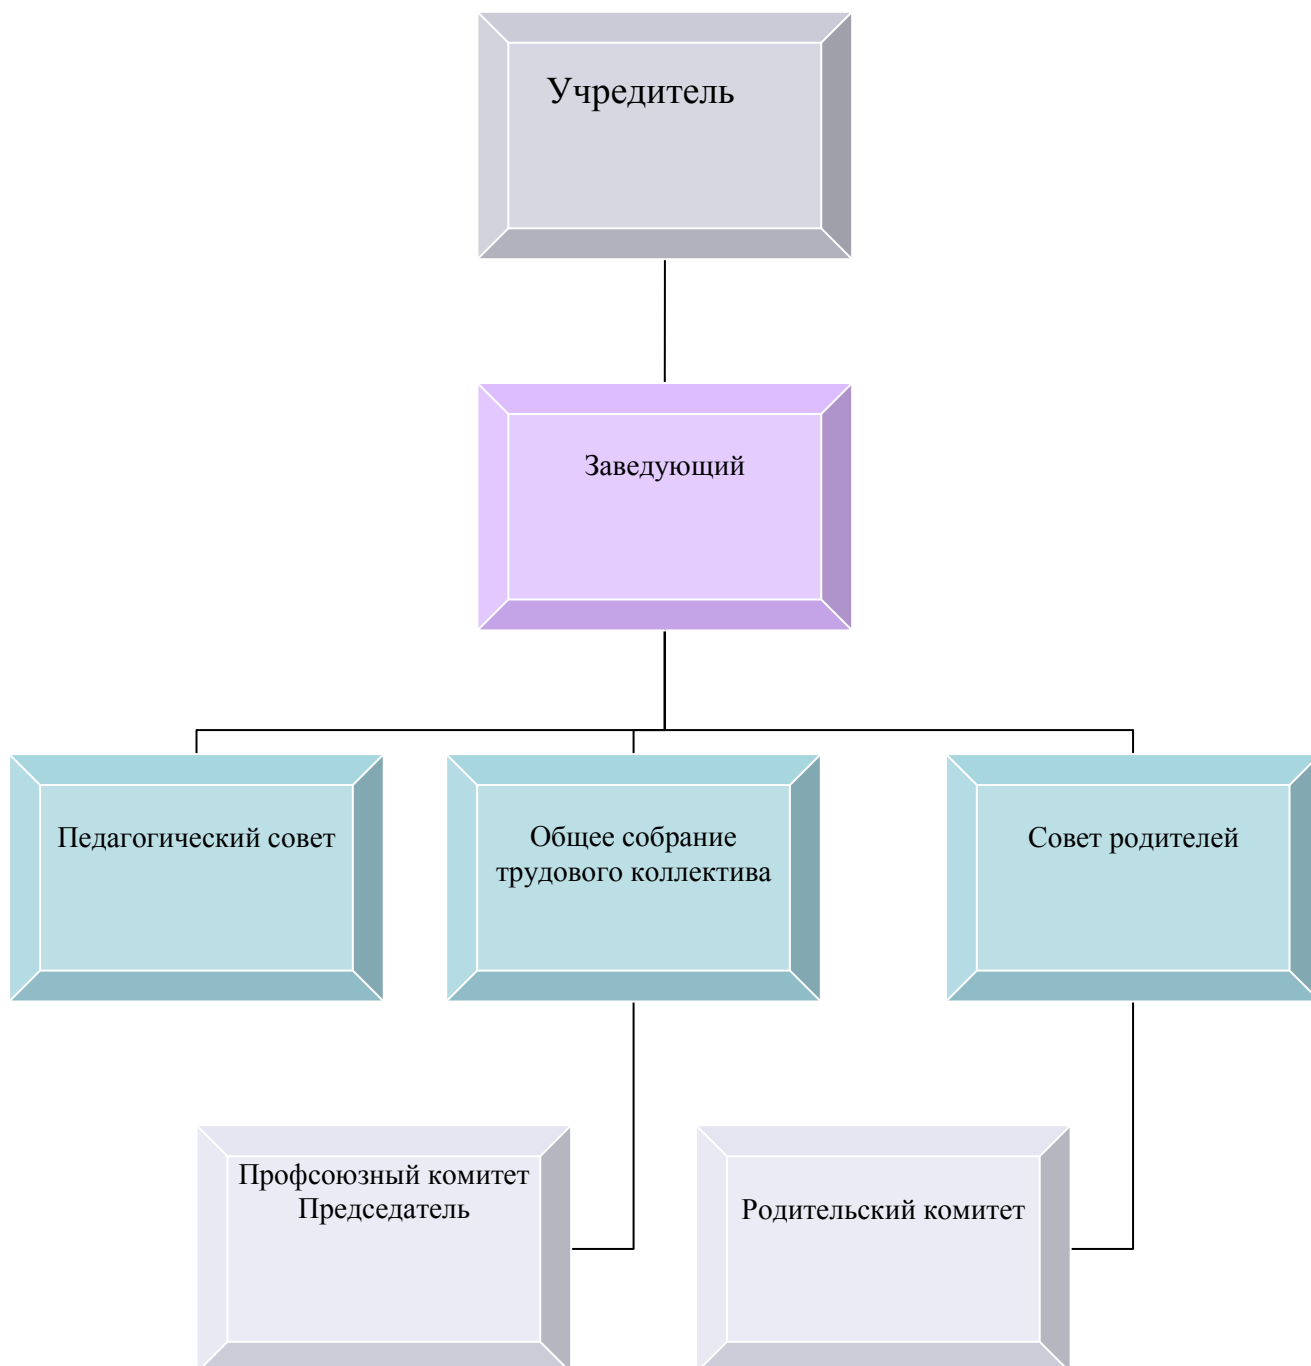 Учредитель
Заведующий
Педагогический совет
Общее собрание
трудового коллектива
Совет родителей
Профсоюзный комитет
Председатель
Родительский комитет